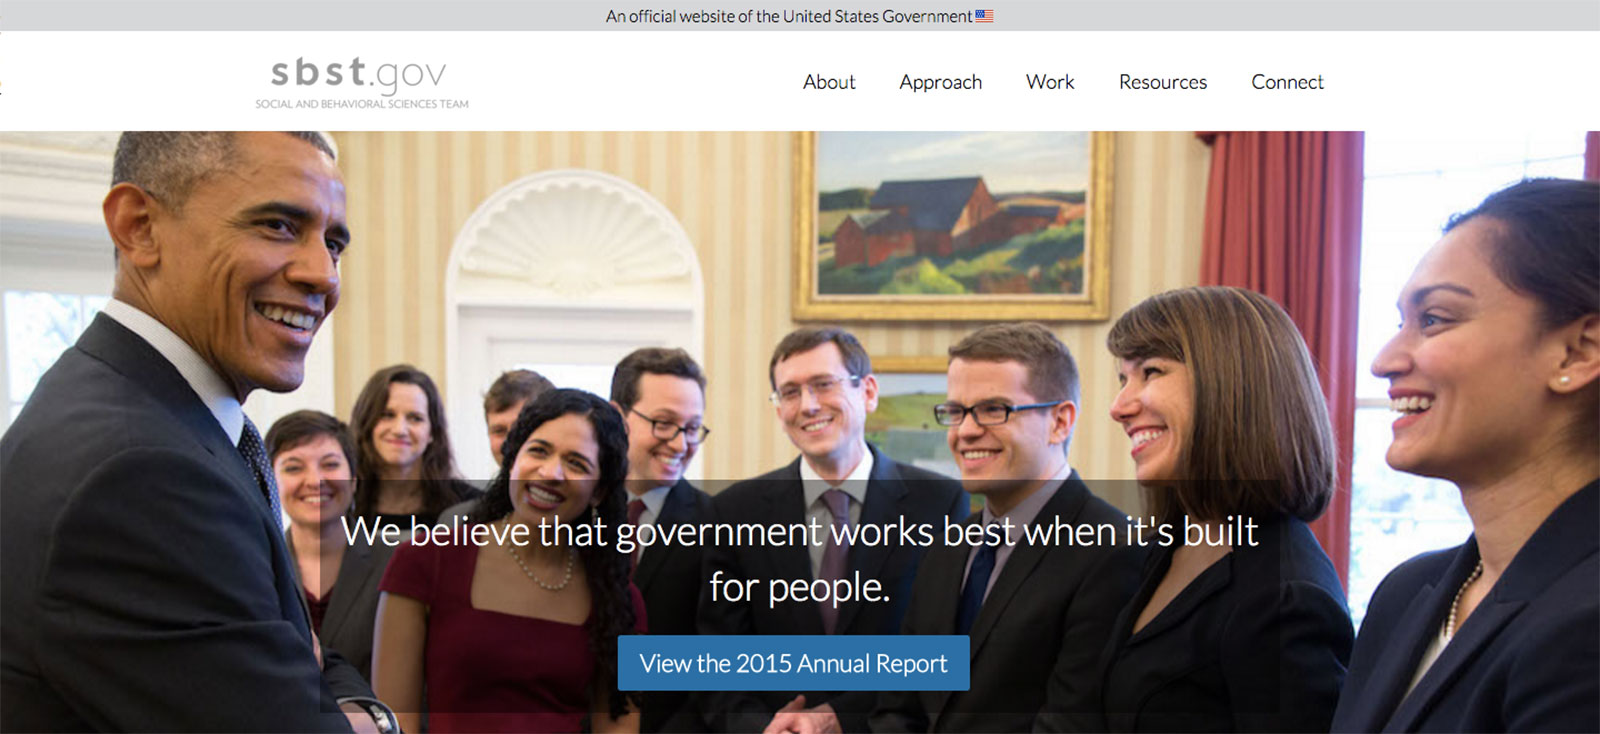 An official website of the United States Government
sbst.gov
SOCIAL AND BEHAVIORAL SCIENCES TEAM
About
Approach
Work
Resources
Connect
We believe that government works best when it's built
for people.
View the 2015 Annual Report